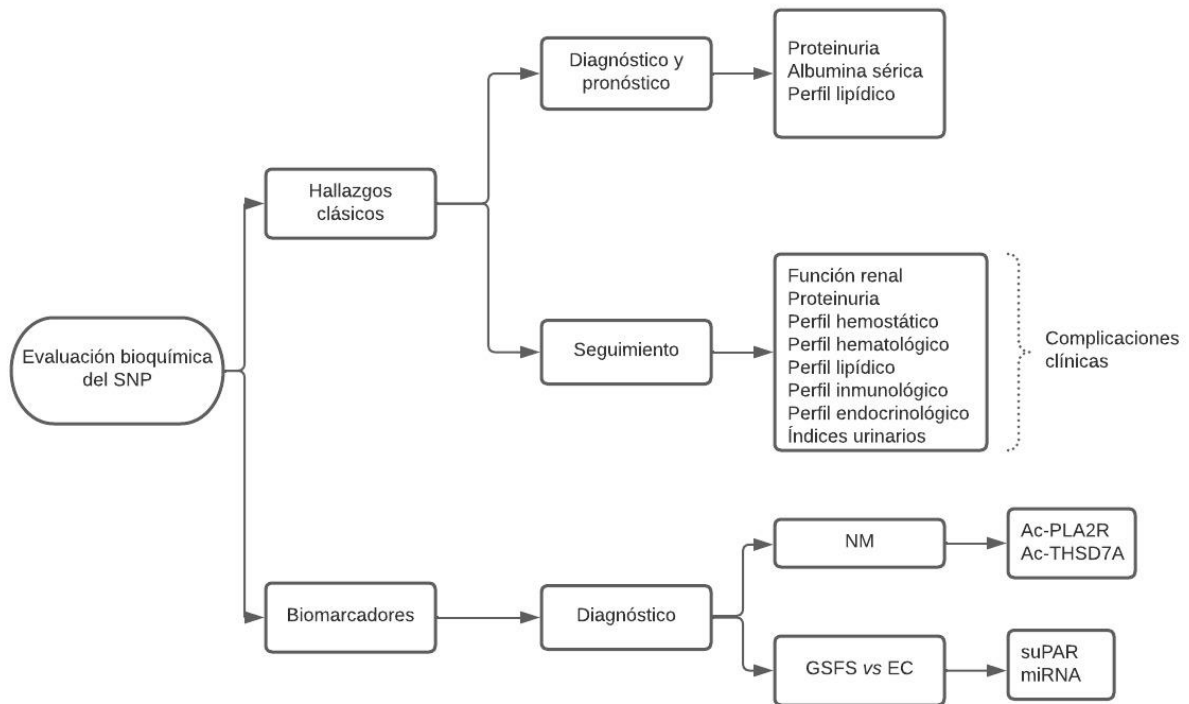 Diagnóstico y
pronóstico
Proteinuria
Albumina sérica
Perfil lipídico
Hallazgos
clásicos
Función renal
Proteinuria
Perfil hemostático
Perfil hematológico
Perfil lipídico
Perfil inmunológico
Perfil endocrinológico
Índices urinarios
Seguimiento
Complicaciones
clínicas
Evaluación bioquímica
del SNP
NM
Ac-PLA2R
Ac-THSD7A
Biomarcadores
Diagnóstico
GSFS vs EC
suPAR
miRNA